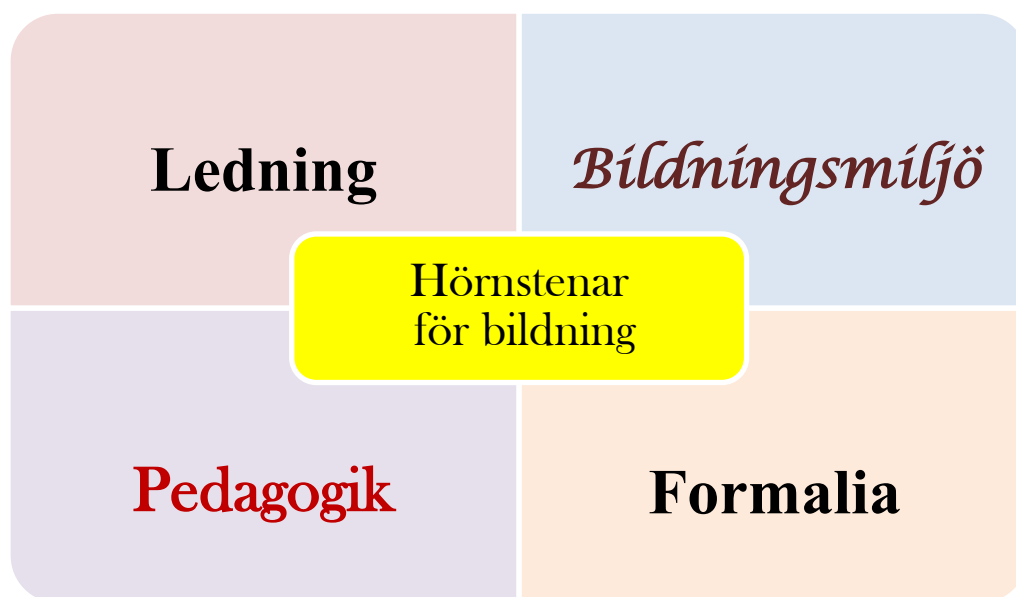 Ledning
Bildningsmiljö
Hörnstenar
för bildning
Pedagogik
Formalia